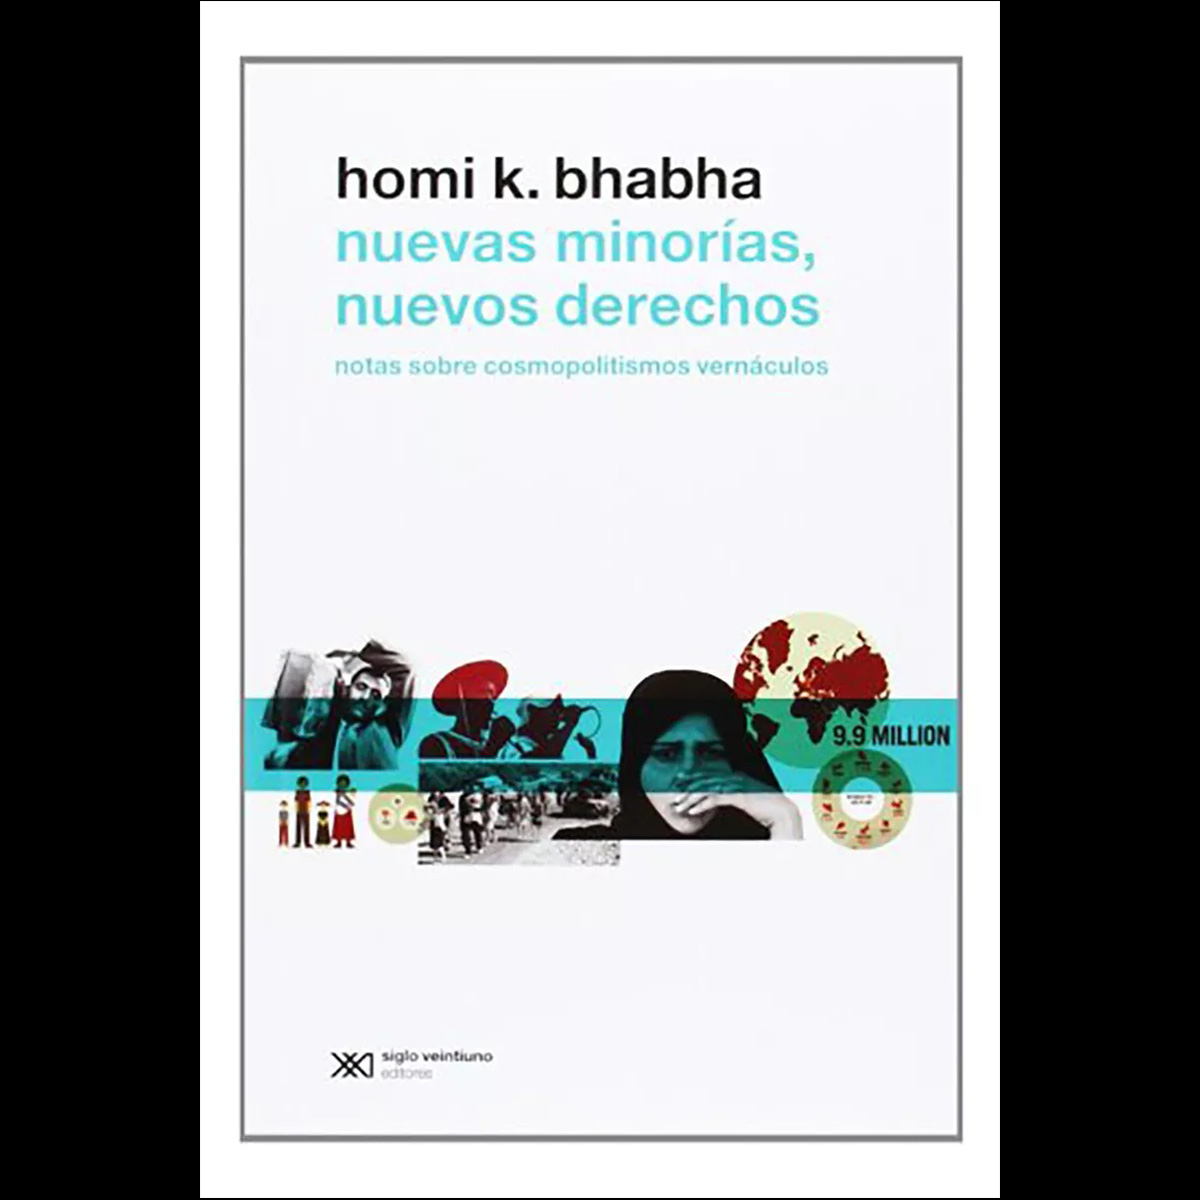 homi k. bhabha
nuevas minorías,
nuevos derechos
notas sobre cosmopolitismos vernáculos
9.9 MILLION
siglo veintiuno
editores